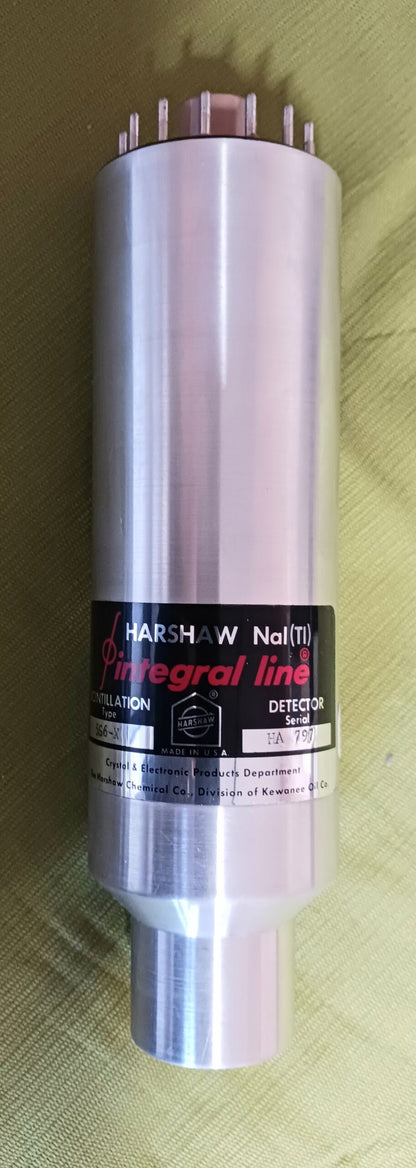 HARSHAW NaI(Tl)
integral line®
CINTILLATION DETECTOR
Type Serial
HA 797
®
HARSHAW
MADE IN U.S.A.
Crystal & Electronic Products Department
The Harshaw Chemical Co., Division of Kewanee Oil Co.